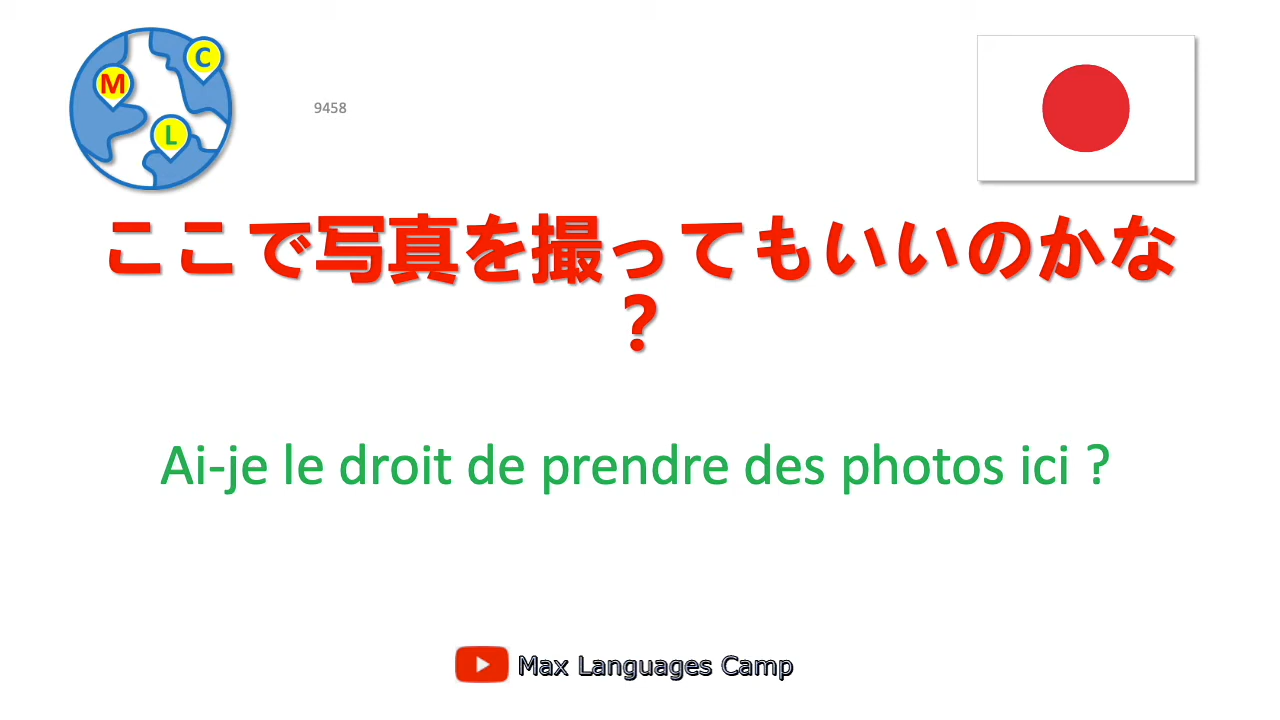 C
M
L
9458
ここで写真を撮ってもいいのかな
？
Ai-je le droit de prendre des photos ici ?
Max Languages Camp